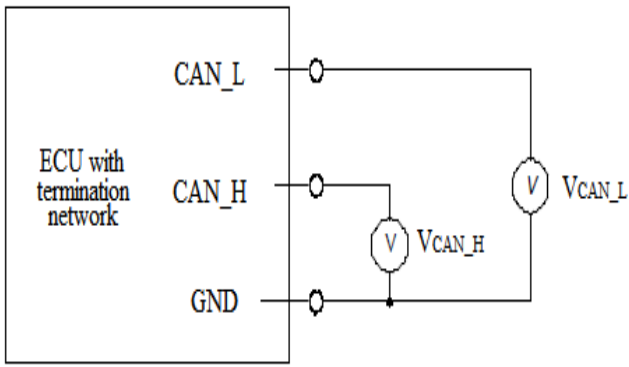 CAN_L
ECU with
termination
network
CAN_H
GND
V
VCAN_L
V
VCAN_H